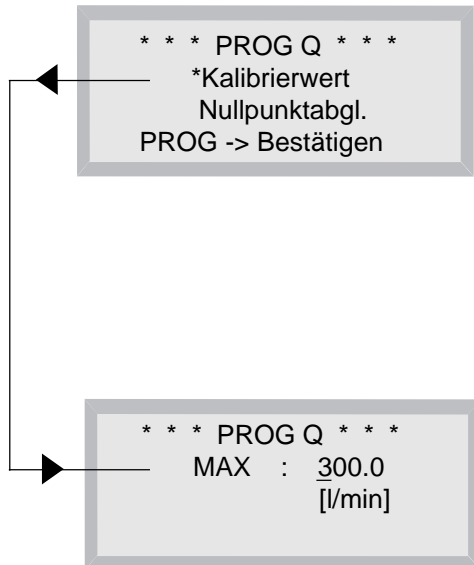 * * * PROG Q * * *
*Kalibrierwert
Nullpunktabgl.
PROG -> Bestätigen
* * * PROG Q * * *
MAX : 300.0
[l/min]